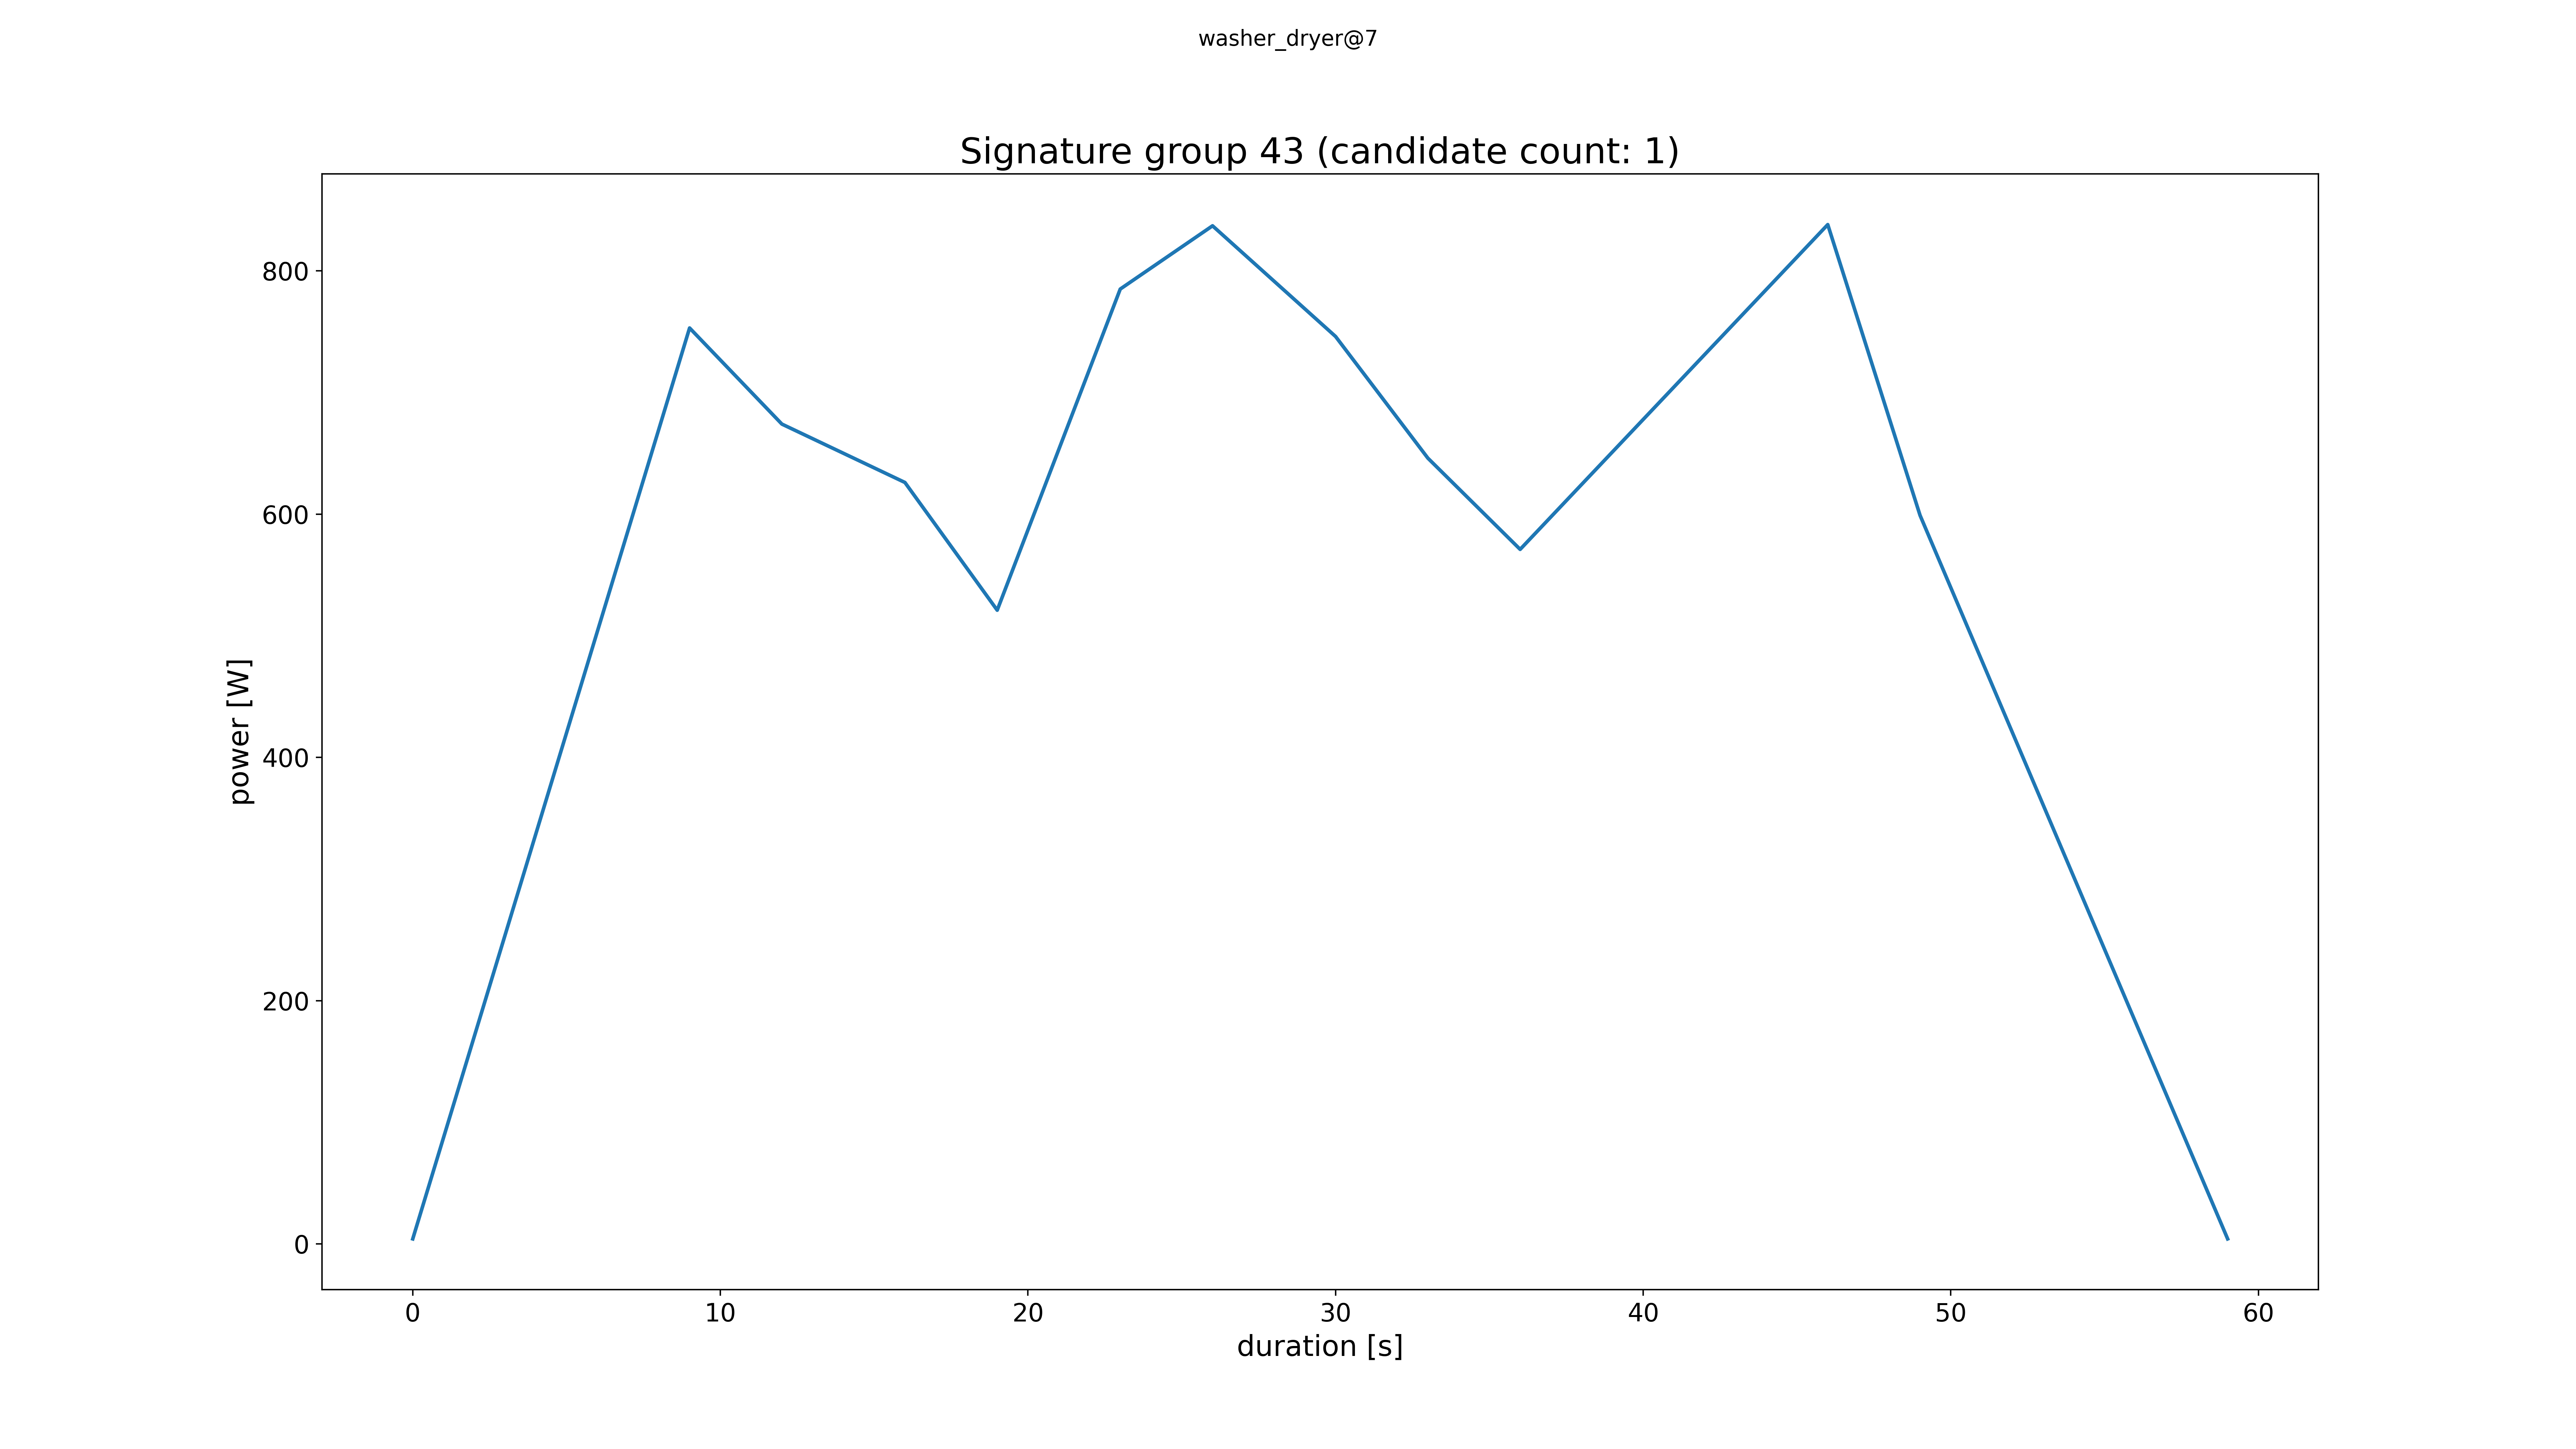 washer_dryer@7
Signature group 43 (candidate count: 1)
800
600
400
200
0
power [W]
0 10 20 30 40 50 60
duration [s]